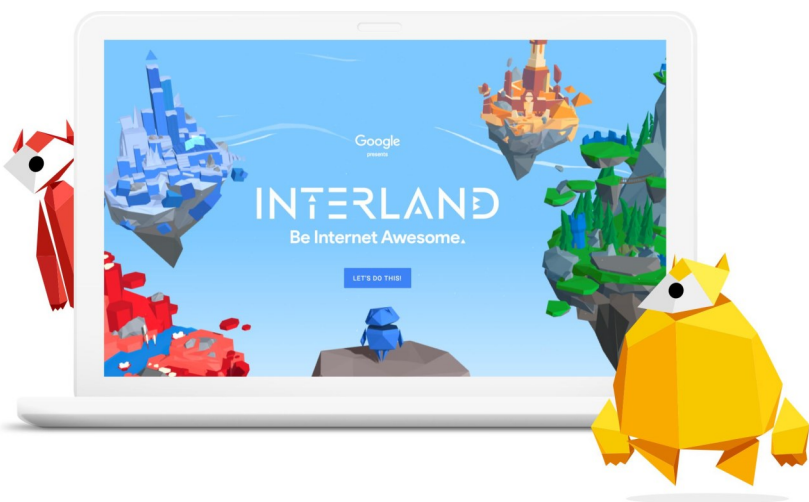 Google
presents
INTERLAND
Be Internet Awesome.
LET'S DO THIS!